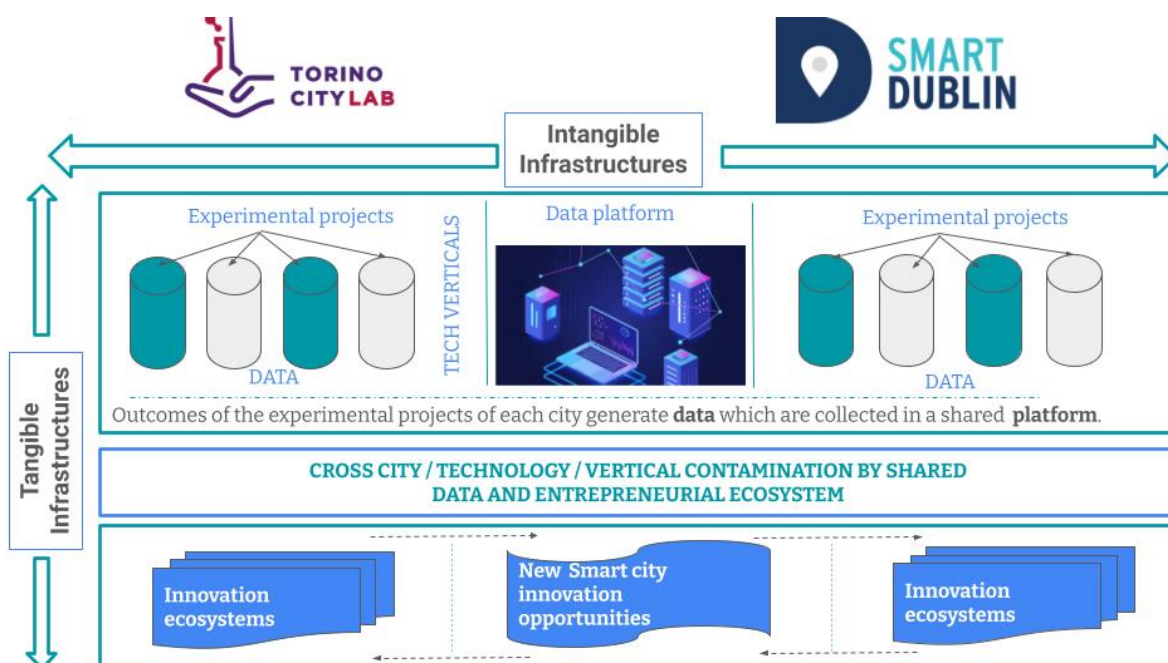 TORINO
CITYLAB
SMART
DUBLIN
Intangible
Infrastructures
Tangible
Infrastructures
Experimental projects
DATA
TECH VERTICALS
Data platform
Experimental projects
DATA
Outcomes of the experimental projects of each city generate data which are collected in a shared platform.
CROSS CITY / TECHNOLOGY / VERTICAL CONTAMINATION BY SHARED
DATA AND ENTREPRENEURIAL ECOSYSTEM
Innovation
ecosystems
New Smart city
innovation
opportunities
Innovation
ecosystems